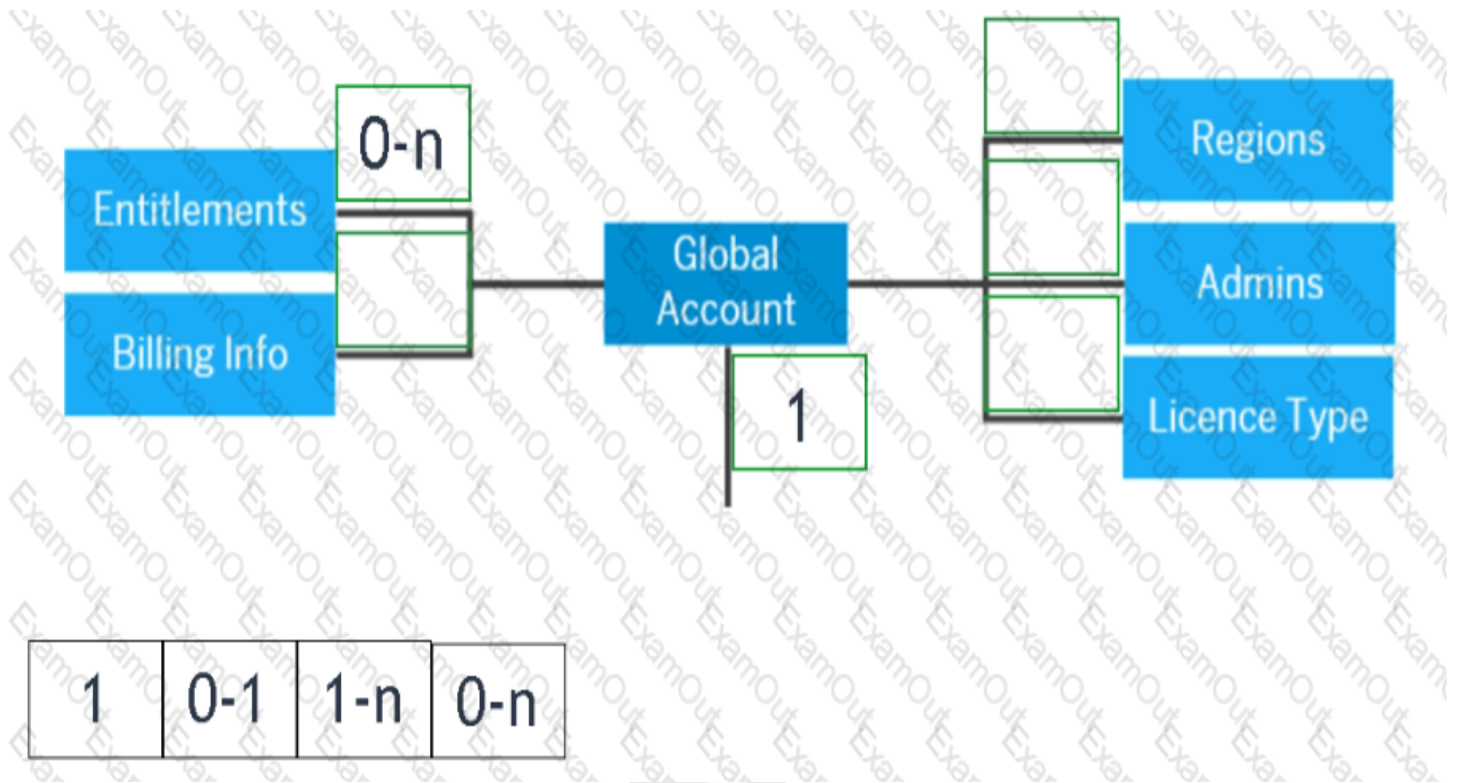 0-n
Entitlements
Billing Info
Global
Account
1
Regions
Admins
Licence Type
1
0-1
1-n
0-n
ExamOut